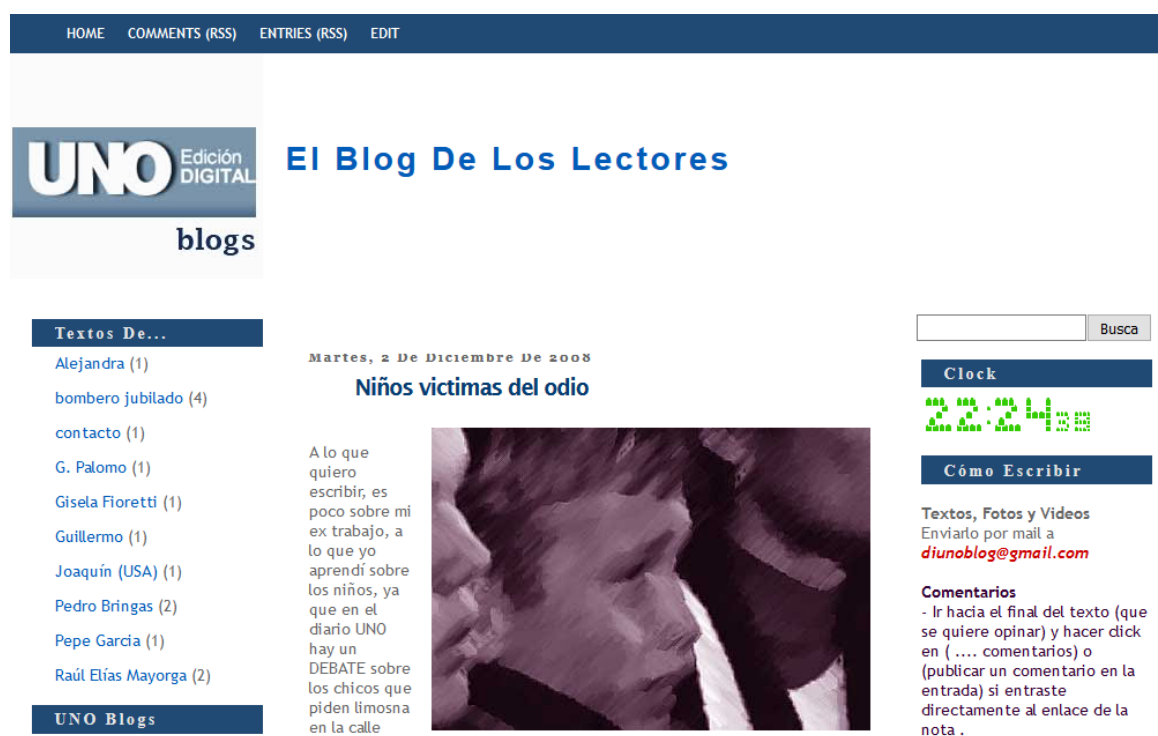 HOME COMMENTS (RSS) ENTRIES (RSS) EDIT
UNO Edición
DIGITAL
blogs
El Blog De Los Lectores
Textos De...
Alejandra (1)
bombero jubilado (4)
contacto (1)
G. Palomo (1)
Gisela Fioretti (1)
Guillermo (1)
Joaquín (USA) (1)
Pedro Bringas (2)
Pepe Garcia (1)
Raúl Elías Mayorga (2)
UNO Blogs
Martes, 2 De Diciembre De 2008
Niños victimas del odio
A lo que
quiero
escribir, es
poco sobre mi
ex trabajo, a
lo que yo
aprendí sobre
los niños, ya
que en el
diario UNO
hay un
DEBATE sobre
los chicos que
piden limosna
en la calle
Busca
Clock
22:24 38
Cómo Escribir
Textos, Fotos y Videos
Enviarlo por mail a
diunoblog@gmail.com
Comentarios
- Ir hacia el final del texto (que
se quiere opinar) y hacer click
en ( .... comentarios) o
(publicar un comentario en la
entrada) si entraste
directamente al enlace de la
nota .